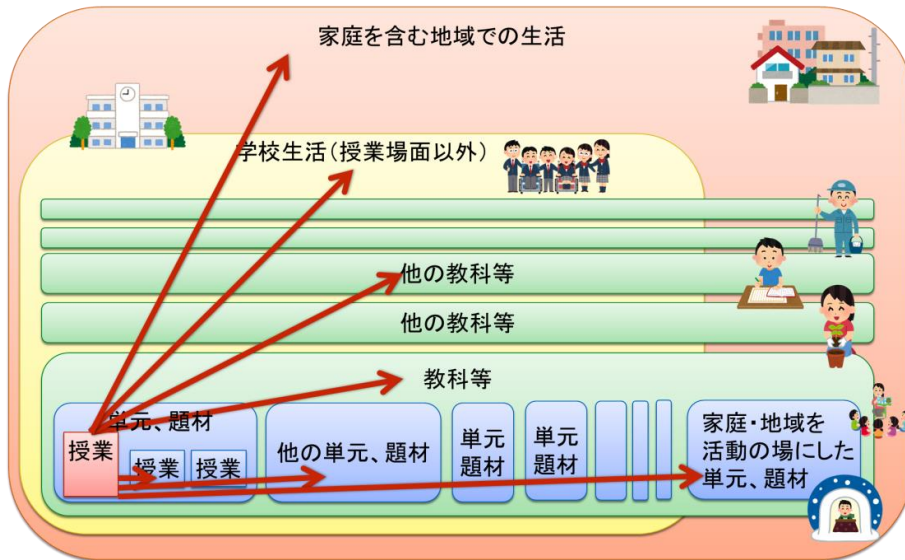 家庭を含む地域での生活
学校生活(授業場面以外)
他の教科等
他の教科等
教科等
単元、題材
授業
授業
授業
他の単元、題材
単元
題材
単元
題材
家庭・地域を
活動の場にした
単元、題材